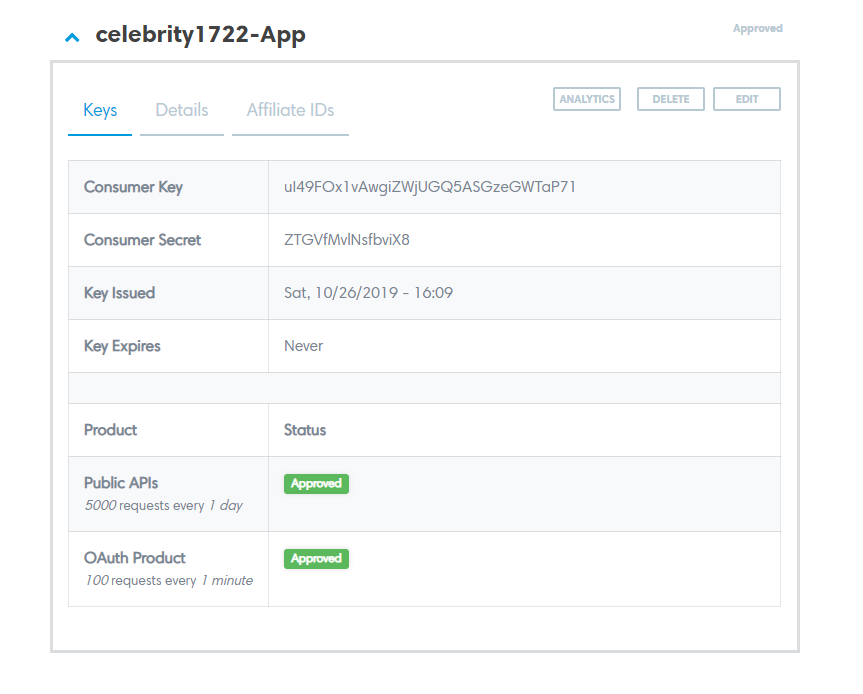 celebrity1722-App
Approved
Keys Details Affiliate IDs ANALYTICS DELETE EDIT
Consumer Key uI49FOx1vAwgiZWjUGQ5ASGzeGWTaP71
Consumer Secret ZTGVfMvlNsfbviX8
Key Issued Sat, 10/26/2019 - 16:09
Key Expires Never
Product Status
Public APIs Approved
5000 requests every 1 day
OAuth Product Approved
100 requests every 1 minute